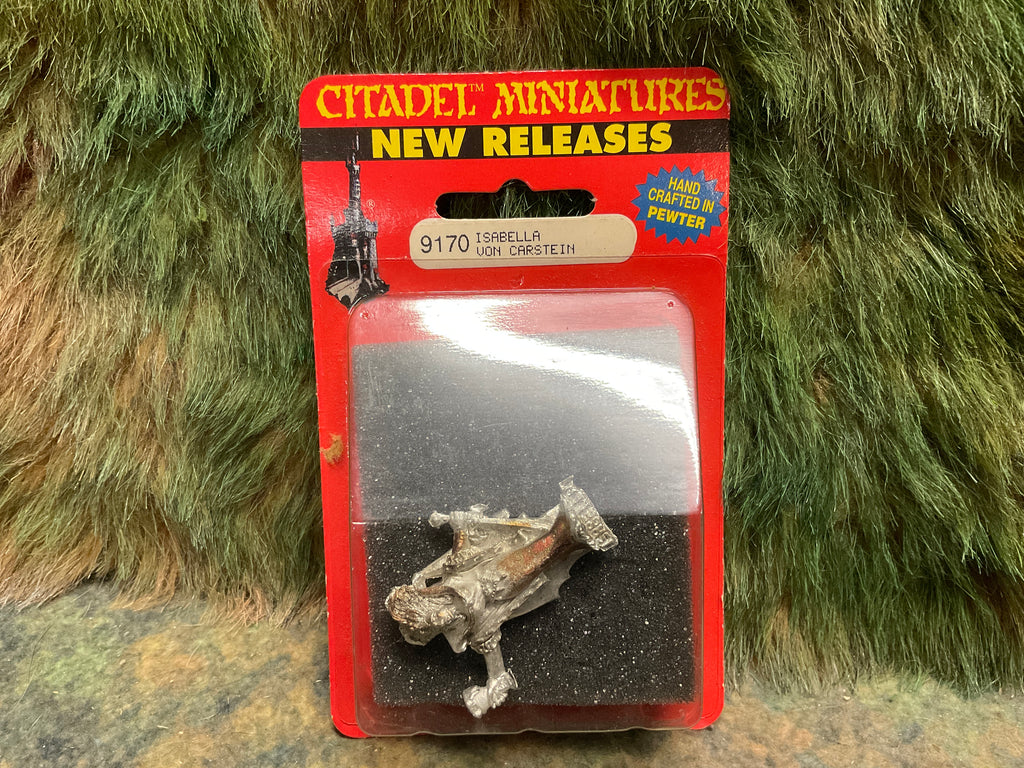 CITADEL™ MINIATURES
NEW RELEASES
®
HAND
CRAFTED IN
PEWTER
9170 ISABELLA
VON CARSTEIN